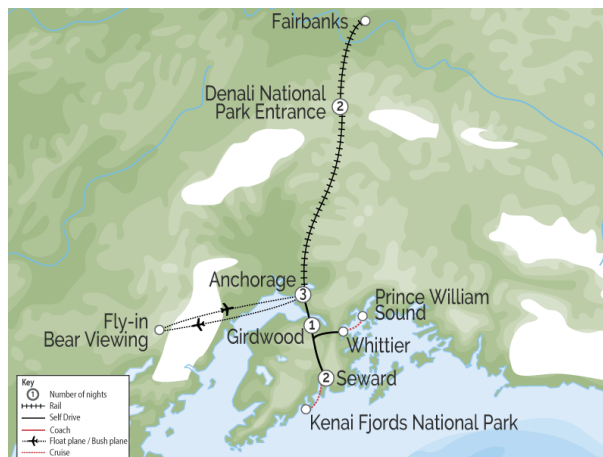 Fairbanks
Denali National
Park Entrance
2
Anchorage
3
Prince William
Sound
Fly-in
Bear Viewing
Girdwood
1
Whittier
2
Seward
Kenai Fjords National Park
Key
1 Number of nights
Rail
Self Drive
Coach
Float plane / Bush plane
Cruise